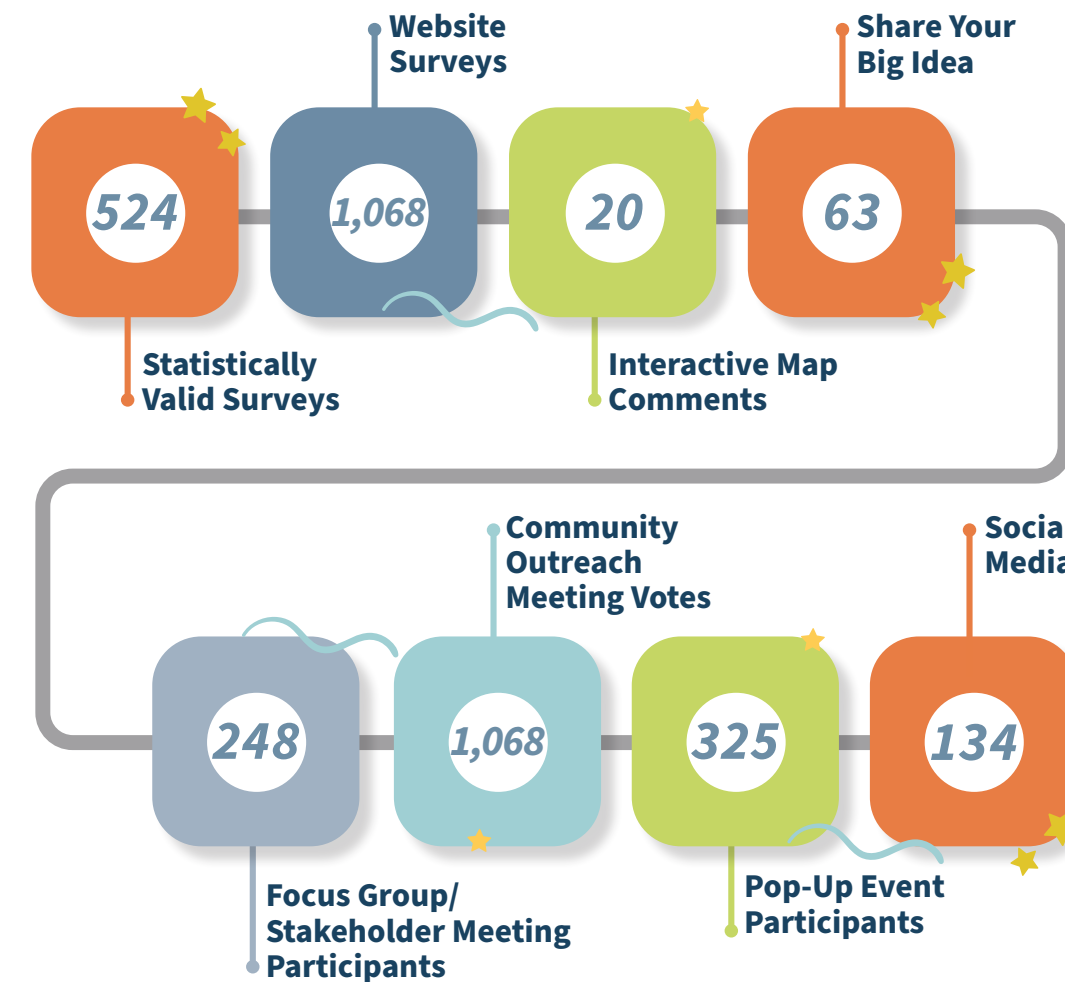 Website
Surveys
Share Your
Big Idea
524
1,068
20
63
Statistically
Valid Surveys
Interactive Map
Comments
Community
Outreach
Meeting Votes
248
1,068
325
134
Pop-Up Event
Participants
Focus Group/
Stakeholder Meeting
Participants